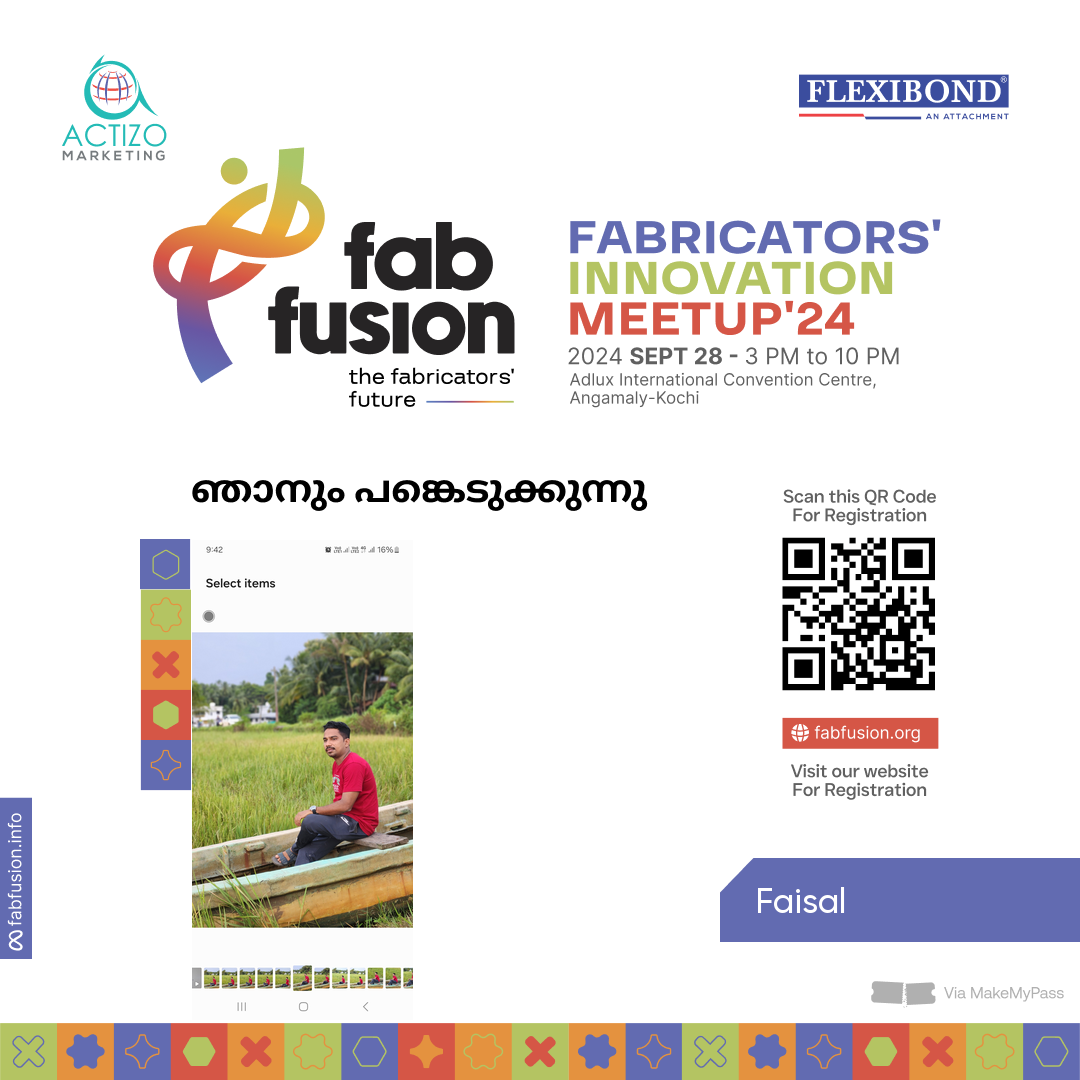 ACTIZO
MARKETING
FLEXIBOND®
AN ATTACHMENT
fab
fusion
the fabricators'
future
FABRICATORS'
INNOVATION
MEETUP'24
2024 SEPT 28 - 3 PM to 10 PM
Adlux International Convention Centre,
Angamaly-Kochi
ഞാനും പങ്കെടുക്കുന്നു
Scan this QR Code
For Registration
9:42
16%
Select items
fabfusion.org
Visit our website
For Registration
fabfusion.info
Faisal
Via MakeMyPass